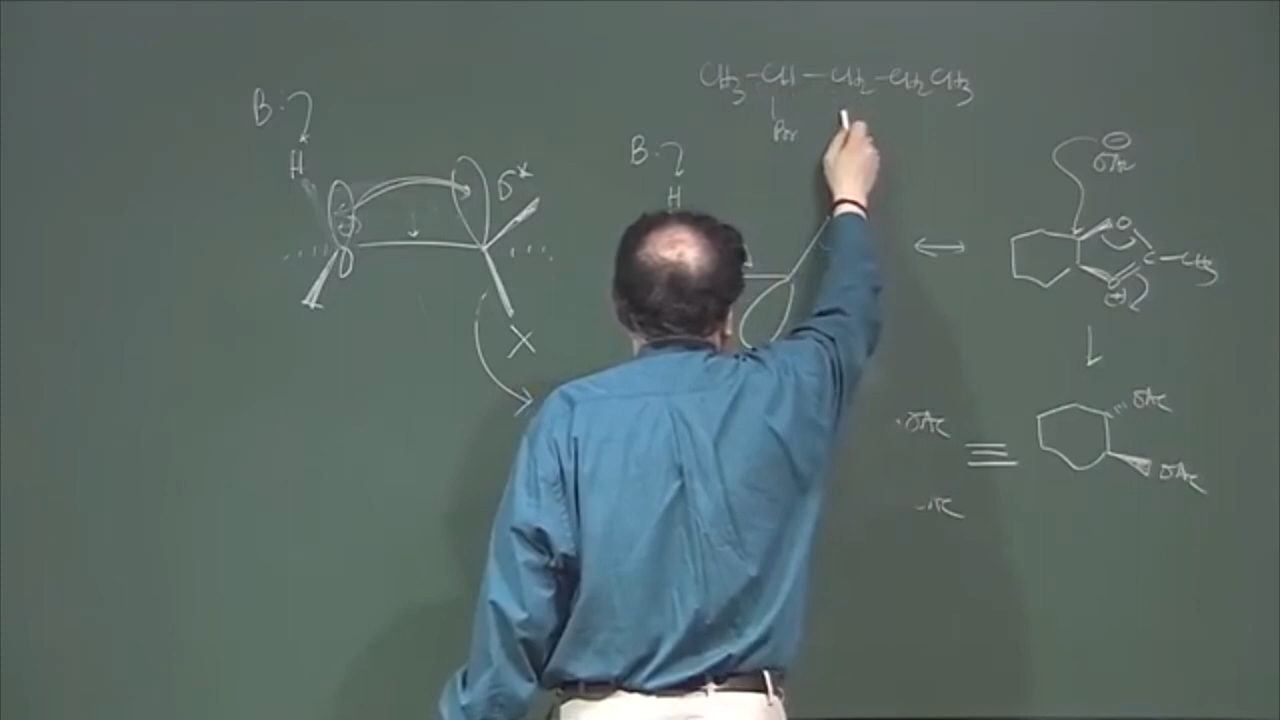 CH3-CH-CH2-CH2CH3
Br
B:
H
σ*
X
B:
H
⊖
OAc
O
C-CH3
O
⊕
OAc
≡
OAc
OAc